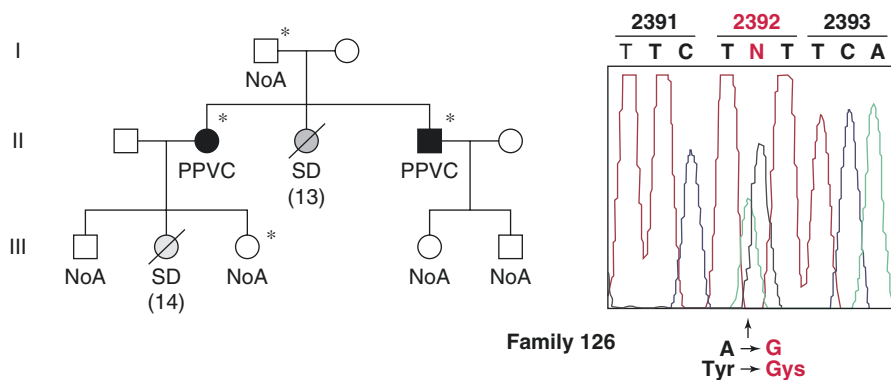 I
*
NoA
II
*
*
PPVC
SD
(13)
PPVC
III
*
NoA
SD
(14)
NoA
NoA
NoA
2391 2392 2393
T T C T N T T C A
Family 126
A → G
Tyr → Gys